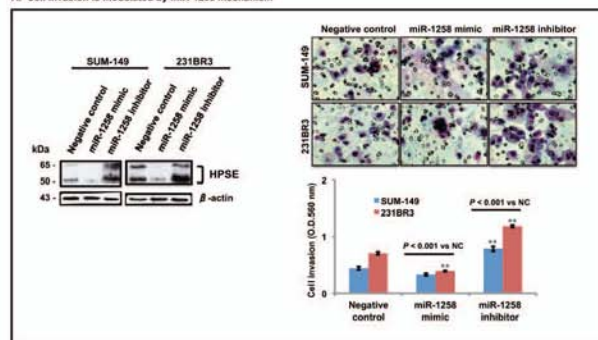 SUM-149 231BR3
Negative control
miR-1258 mimic
miR-1258 inhibitor
Negative control
miR-1258 mimic
miR-1258 inhibitor
kDa
65 -
50 -
43 -
HPSE
β-actin
Negative control miR-1258 mimic miR-1258 inhibitor
SUM-149
231BR3
SUM-149
231BR3
P < 0.001 vs NC
P < 0.001 vs NC
**
**
**
Cell invasion (O.D.560 nm)
2
1
0
Negative control
miR-1258 mimic
miR-1258 inhibitor